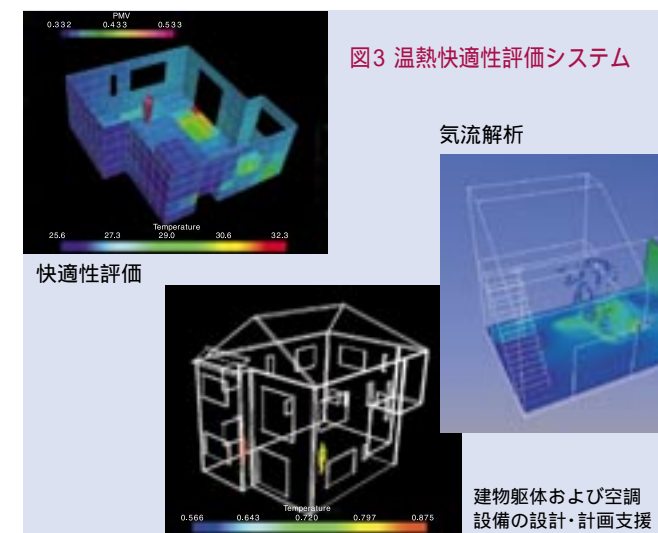 PMV
0.332 0.433 0.533
図3 温熱快適性評価システム
気流解析
Temperature
25.6 27.3 29.0 30.6 32.3
快適性評価
Temperature
0.566 0.643 0.720 0.797 0.875
建物躯体および空調
設備の設計・計画支援